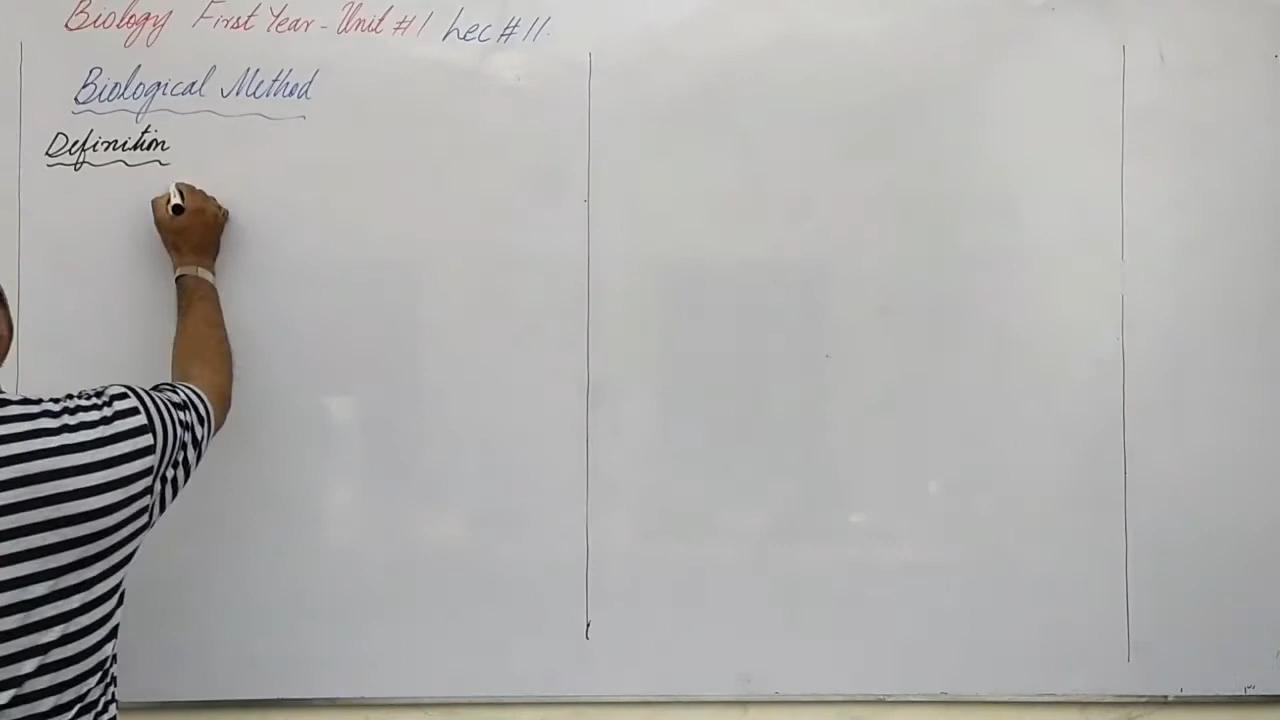 Biology First Year - Unit #1 Lec #11.
Biological Method
Definition